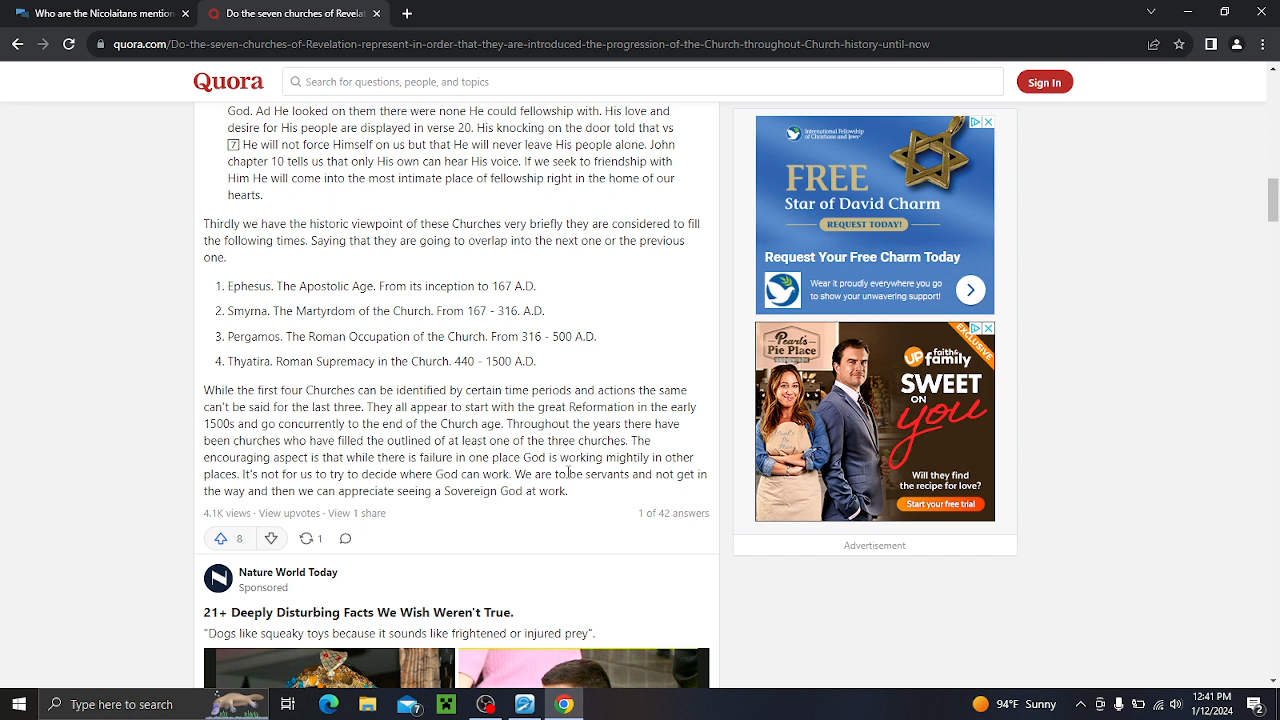 Who are the Nicolaitans mention
Do the seven churches of Revelat
quora.com/Do-the-seven-churches-of-Revelations-represent-in-order-that-they-are-introduced-the-progression-of-the-Church-throughout-Church-history-until-now
Quora
Search for questions, people, and topics
Sign In
God. Ad He looked on them there were none He could fellowship with. His love and
desire for His people are displayed in verse 20. His knocking on the door told that vs
[7] He will not force Himself on us but that He will never leave His people alone. John
chapter 10 tells us that only His own can hear His voice. If we seek to friendship with
Him He will come into the most intimate place of fellowship right in the home of our
hearts.
Thirdly we have the historic viewpoint of these Churches very briefly they are considered to fill
the following times. Saying that they are going to overlap into the next one or the previous
one.
1. Ephesus. The Apostolic Age. From its inception to 167 A.D.
2. Smyrna. The Martyrdom of the Church. From 167 - 316. A.D.
3. Pergamos. The Roman Occupation of the Church. From 316 - 500 A.D.
4. Thyatira. Roman Supremacy in the Church. 440 - 1500 A.D.
While the first four Churches can be identified by certain time periods and actions the same
can't be said for the last three. They all appear to start with the great Reformation in the early
1500s and concurrently to the end of the Church age. Throughout the years there have
been churches who have filled the outlined of at least one of the three churches. The
encouraging aspect is that while there is failure in one place God is working mightily in other
places. It's not for us to try to decide where God can work. We are to be servants and not get in
the way and then we can appreciate seeing a Sovereign God at work.
4.1K views · View upvotes · View 1 share
1 of 42 answers
8
1
Nature World Today
Sponsored
21+ Deeply Disturbing Facts We Wish Weren't True.
"Dogs like squeaky toys because it sounds like frightened or injured prey".
International Fellowship
of Christians and Jews
FREE
Star of David Charm
REQUEST TODAY!
Request Your Free Charm Today
Wear it proudly everywhere you go
to show your unwavering support!
Pearl's
Pie Place
EXCLUSIVE
UP faith& family
SWEET
ON
you
Will they find
the recipe for love?
Start your free trial
Advertisement
Type here to search
7
94°F Sunny
12:41 PM
1/12/2024
2